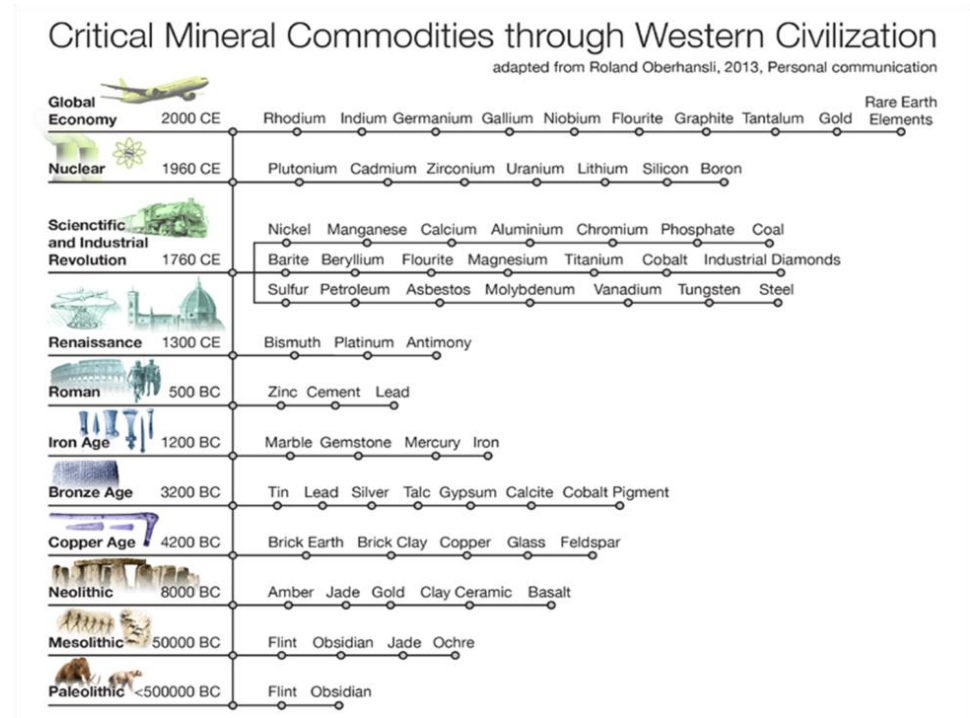 Critical Mineral Commodities through Western Civilization
adapted from Roland Oberhansli, 2013, Personal communication
Global
Economy 2000 CE Rhodium Indium Germanium Gallium Niobium Flourite Graphite Tantalum Gold Rare Earth
Elements
Nuclear 1960 CE Plutonium Cadmium Zirconium Uranium Lithium Silicon Boron
Scienctific
and Industrial
Revolution 1760 CE
Nickel Manganese Calcium Aluminium Chromium Phosphate Coal
Barite Beryllium Flourite Magnesium Titanium Cobalt Industrial Diamonds
Sulfur Petroleum Asbestos Molybdenum Vanadium Tungsten Steel
Renaissance 1300 CE Bismuth Platinum Antimony
Roman 500 BC Zinc Cement Lead
Iron Age 1200 BC Marble Gemstone Mercury Iron
Bronze Age 3200 BC Tin Lead Silver Talc Gypsum Calcite Cobalt Pigment
Copper Age 4200 BC Brick Earth Brick Clay Copper Glass Feldspar
Neolithic 8000 BC Amber Jade Gold Clay Ceramic Basalt
Mesolithic 50000 BC Flint Obsidian Jade Ochre
Paleolithic <500000 BC Flint Obsidian